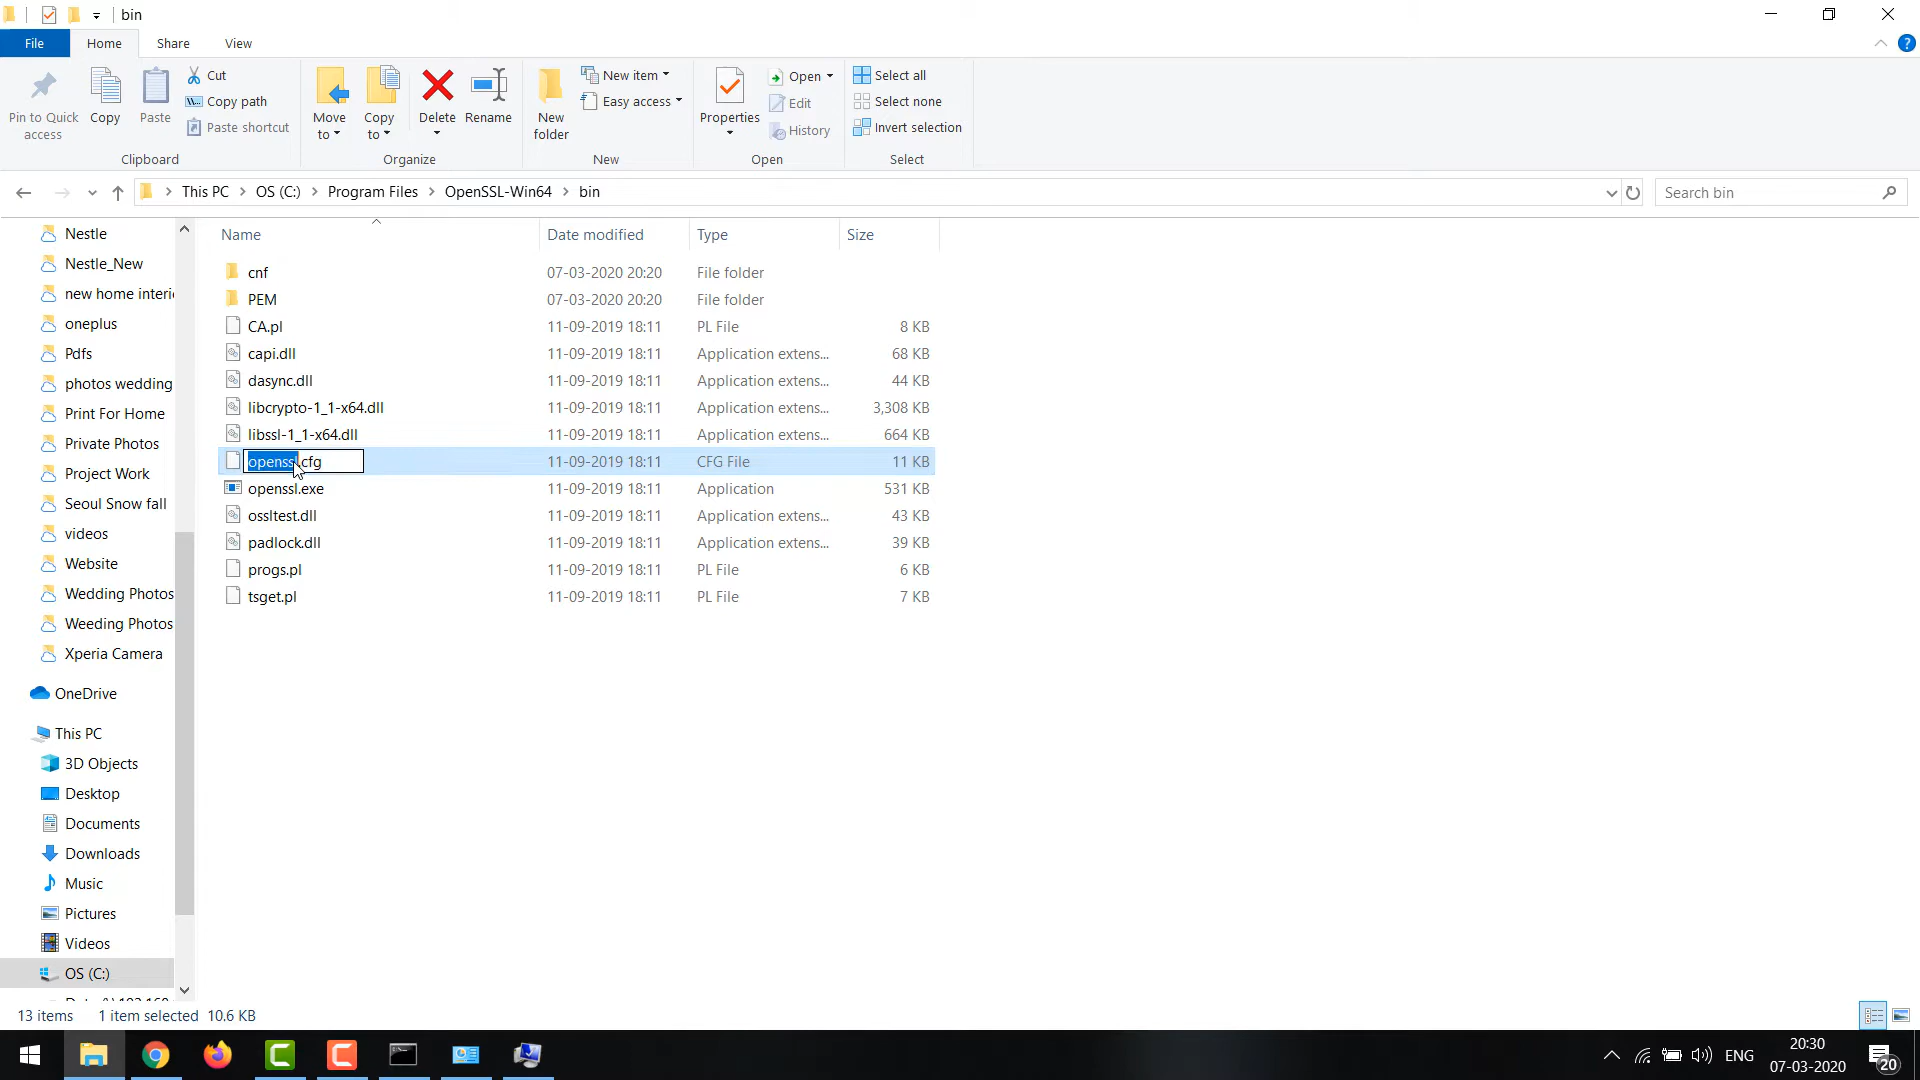 bin
File
Home
Share
View
Pin to Quick access
Copy
Paste
Cut
Copy path
Paste shortcut
Clipboard
Move to
Copy to
Delete
Rename
Organize
New folder
New item
Easy access
New
Properties
Open
Edit
History
Open
Select all
Select none
Invert selection
Select
This PC > OS (C:) > Program Files > OpenSSL-Win64 > bin
Search bin
Nestle
Nestle_New
new home interi
oneplus
Pdfs
photos wedding
Print For Home
Private Photos
Project Work
Seoul Snow fall
videos
Website
Wedding Photos
Weeding Photos
Xperia Camera
OneDrive
This PC
3D Objects
Desktop
Documents
Downloads
Music
Pictures
Videos
OS (C:)
Name Date modified Type Size
cnf 07-03-2020 20:20 File folder
PEM 07-03-2020 20:20 File folder
CA.pl 11-09-2019 18:11 PL File 8 KB
capi.dll 11-09-2019 18:11 Application extens... 68 KB
dasync.dll 11-09-2019 18:11 Application extens... 44 KB
libcrypto-1_1-x64.dll 11-09-2019 18:11 Application extens... 3,308 KB
libssl-1_1-x64.dll 11-09-2019 18:11 Application extens... 664 KB
openssl.cfg 11-09-2019 18:11 CFG File 11 KB
openssl.exe 11-09-2019 18:11 Application 531 KB
ossltest.dll 11-09-2019 18:11 Application extens... 43 KB
padlock.dll 11-09-2019 18:11 Application extens... 39 KB
progs.pl 11-09-2019 18:11 PL File 6 KB
tsget.pl 11-09-2019 18:11 PL File 7 KB
13 items 1 item selected 10.6 KB
ENG
20:30
07-03-2020
20